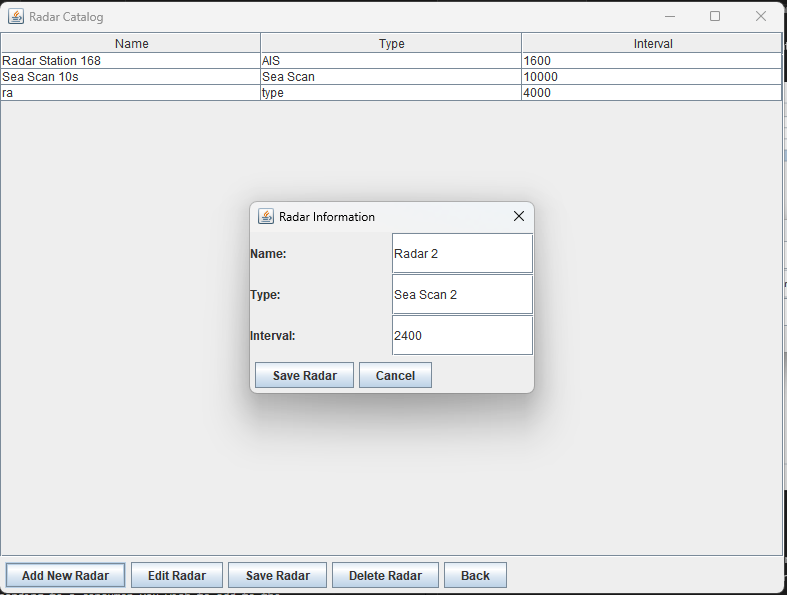 Radar Catalog
Name Type Interval
Radar Station 168 AIS 1600
Sea Scan 10s Sea Scan 10000
ra type 4000
Radar Information
Name: Radar 2
Type: Sea Scan 2
Interval: 2400
Save Radar Cancel
Add New Radar Edit Radar Save Radar Delete Radar Back